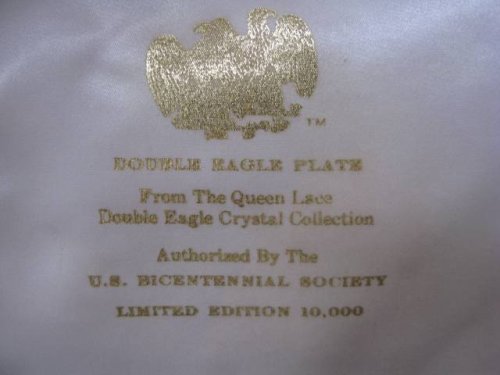 TM
DOUBLE EAGLE PLATE
From The Queen Lace
Double Eagle Crystal Collection
Authorized By The
U.S. BICENTENNIAL SOCIETY
LIMITED EDITION 10,000